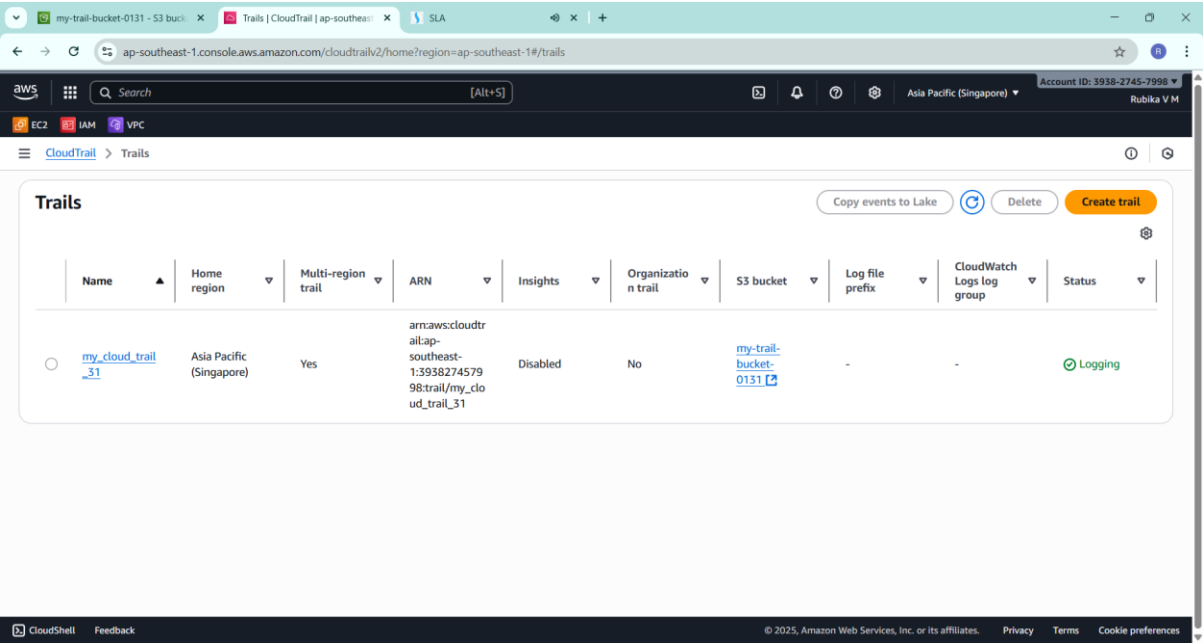 my-trail-bucket-0131 - S3 buck
Trails | CloudTrail | ap-southeast
SLA
ap-southeast-1.console.aws.amazon.com/cloudtrailv2/home?region=ap-southeast-1#/trails
R
aws
Search
[Alt+S]
Asia Pacific (Singapore)
Account ID: 3938-2745-7998
Rubika V M
EC2
IAM
VPC
CloudTrail > Trails
Trails
Copy events to Lake
Delete
Create trail
Name
Home
region
Multi-region
trail
ARN
Insights
Organizatio
n trail
S3 bucket
Log file
prefix
CloudWatch
Logs log
group
Status
my_cloud_trail
_31
Asia Pacific
(Singapore)
Yes
arn:aws:cloudtr
ail:ap-
southeast-
1:3938274579
98:trail/my_clo
ud_trail_31
Disabled
No
my-trail-
bucket-
0131
-
-
Logging
CloudShell
Feedback
© 2025, Amazon Web Services, Inc. or its affiliates.
Privacy
Terms
Cookie preferences